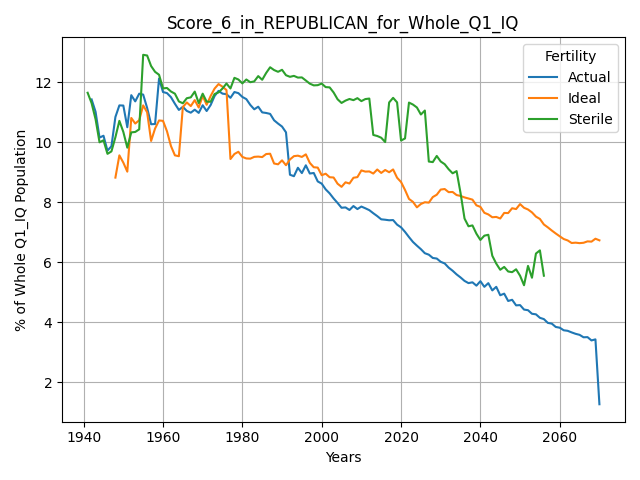 Score_6_in_REPUBLICAN_for_Whole_Q1_IQ
Fertility
Actual
Ideal
Sterile
% of Whole Q1_IQ Population
12
10
8
6
4
2
1940 1960 1980 2000 2020 2040 2060
Years